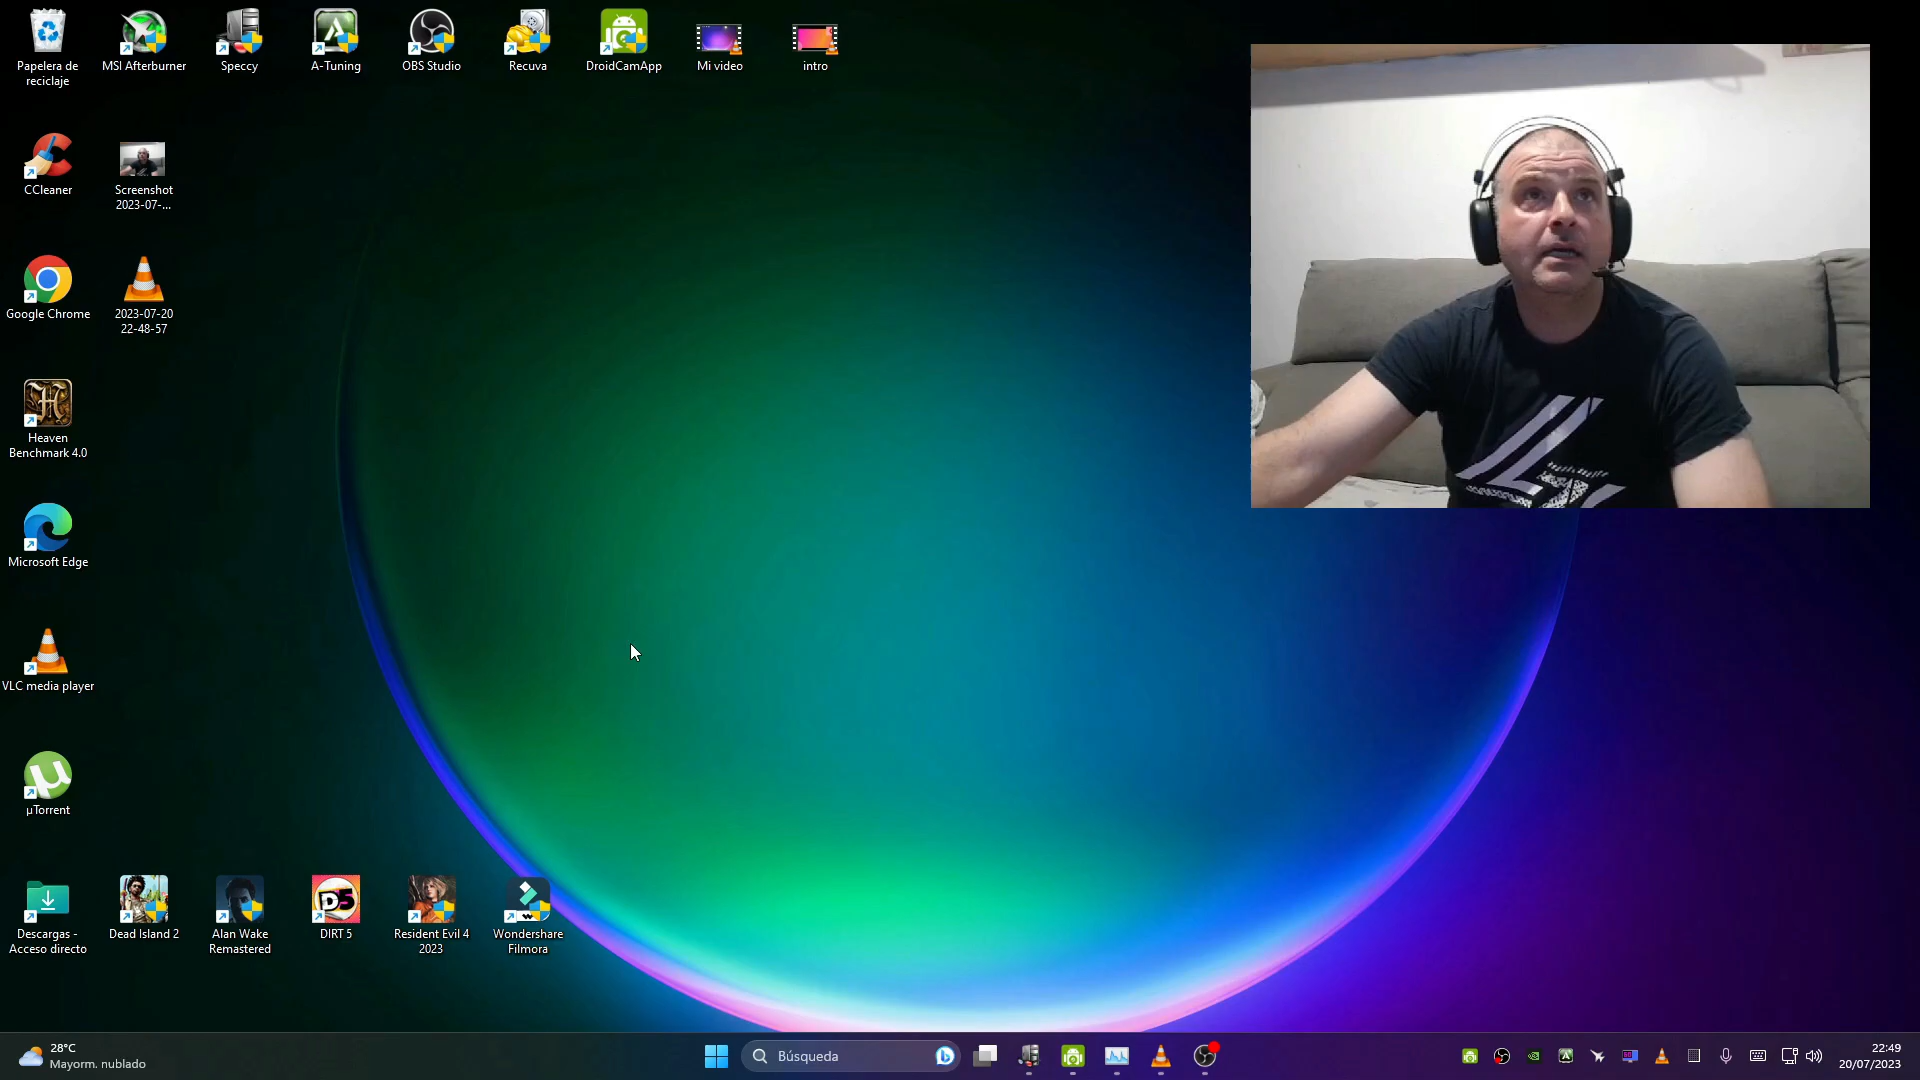 Papelera de
reciclaje
MSI Afterburner
Speccy
A-Tuning
OBS Studio
Recuva
DroidCamApp
Mi video
intro
CCleaner
Screenshot
2023-07-...
Google Chrome
2023-07-20
22-48-57
Heaven
Benchmark 4.0
Microsoft Edge
VLC media player
µTorrent
Descargas -
Acceso directo
Dead Island 2
Alan Wake
Remastered
D5
DIRT 5
Resident Evil 4
2023
Wondershare
Filmora
28°C
Mayorm. nublado
Búsqueda
22:49
20/07/2023